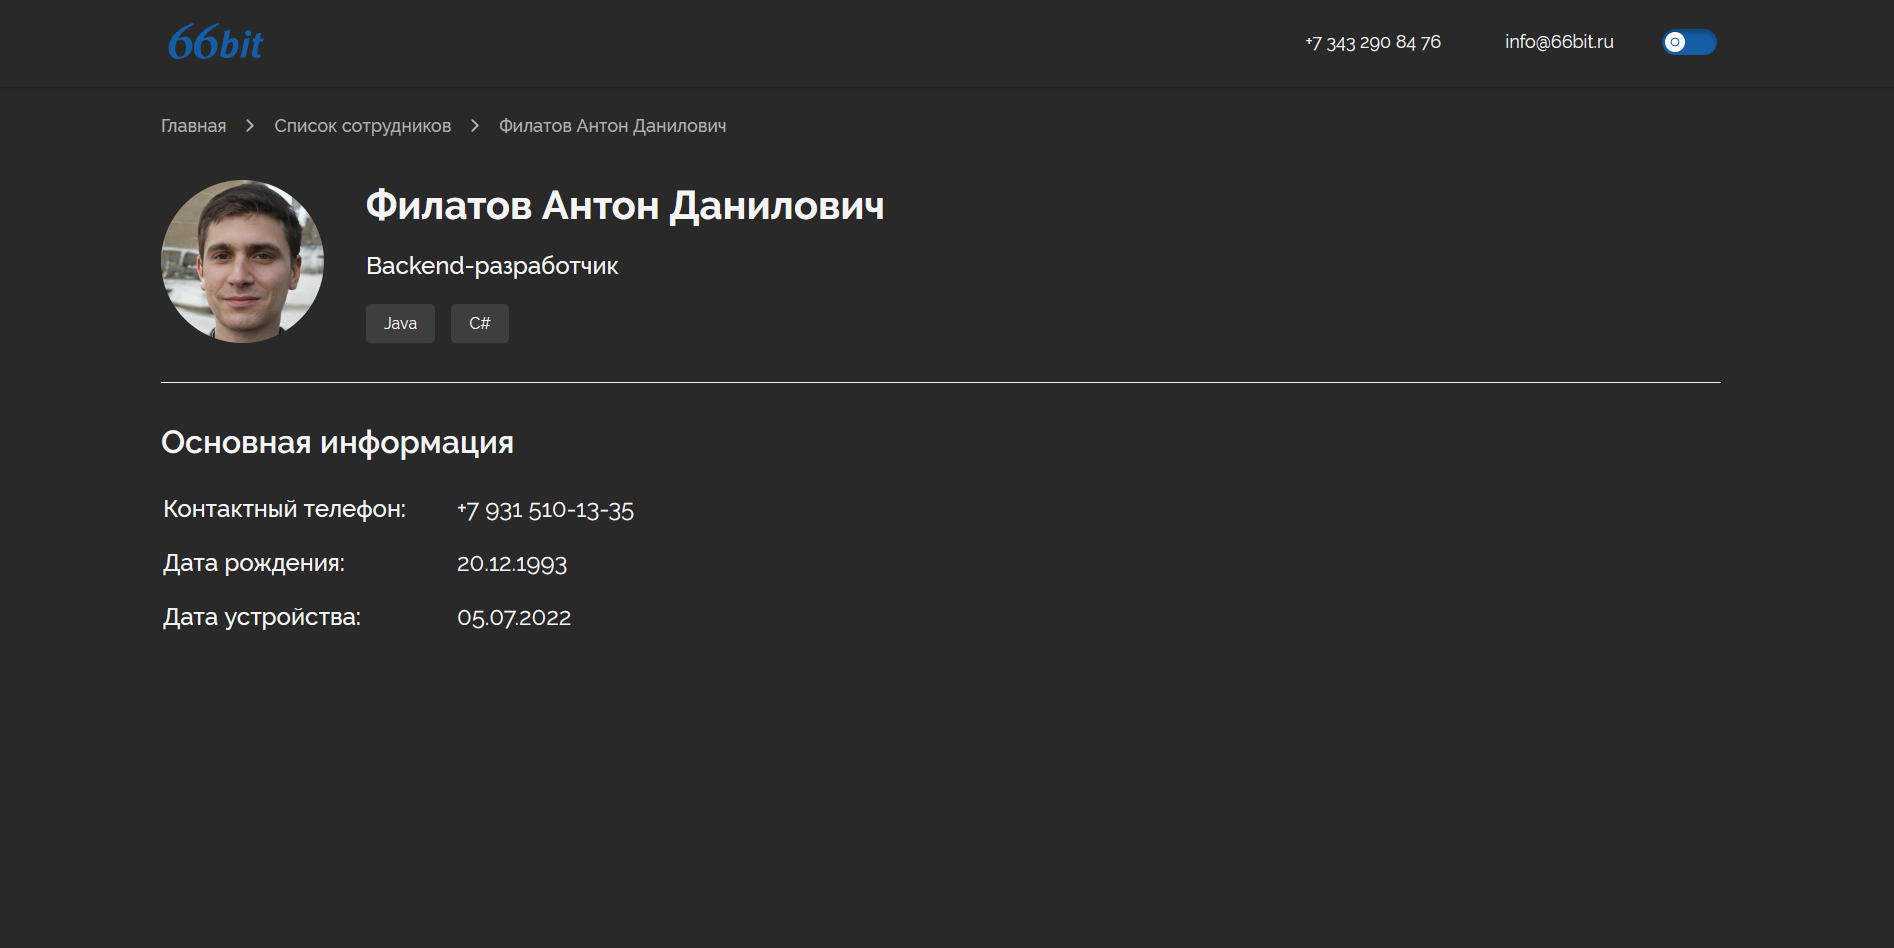 66bit
+7 343 290 84 76 info@66bit.ru
Главная > Список сотрудников > Филатов Антон Данилович
Филатов Антон Данилович
Backend-разработчик
Java C#
Основная информация
Контактный телефон: +7 931 510-13-35
Дата рождения: 20.12.1993
Дата устройства: 05.07.2022